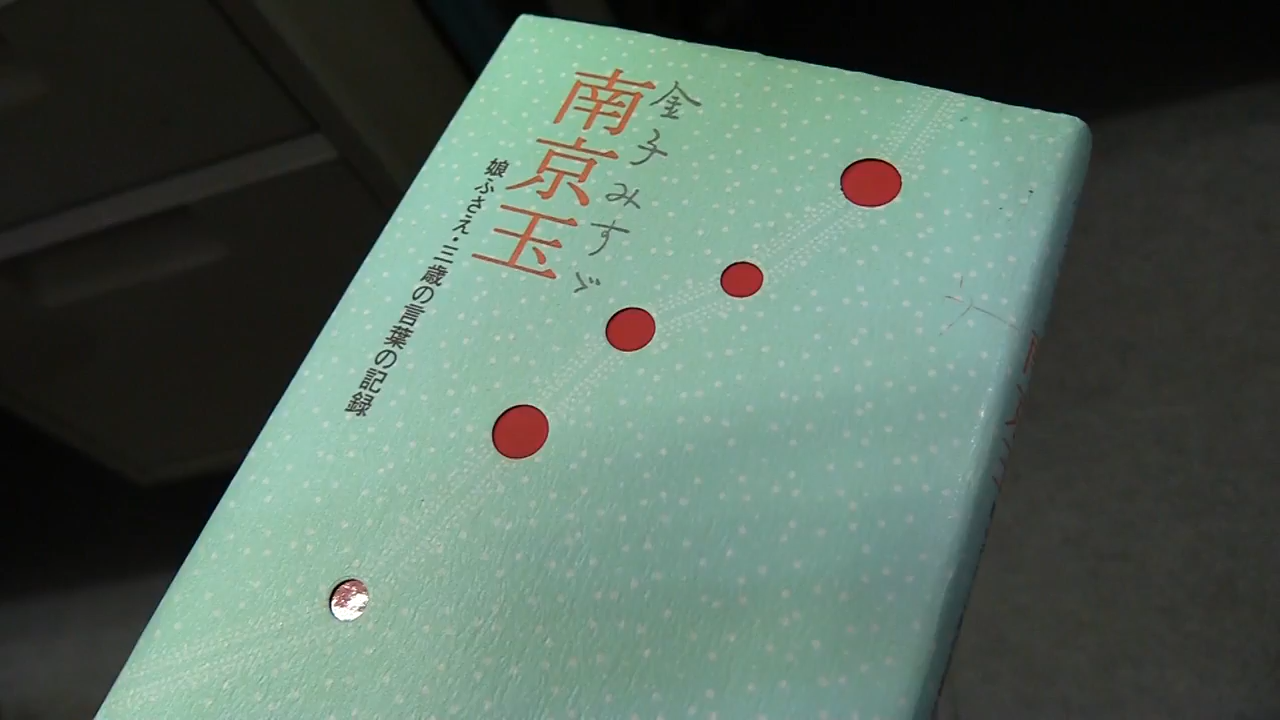 金子みすゞ
南京玉
娘ふさえ・三歳の言葉の記録